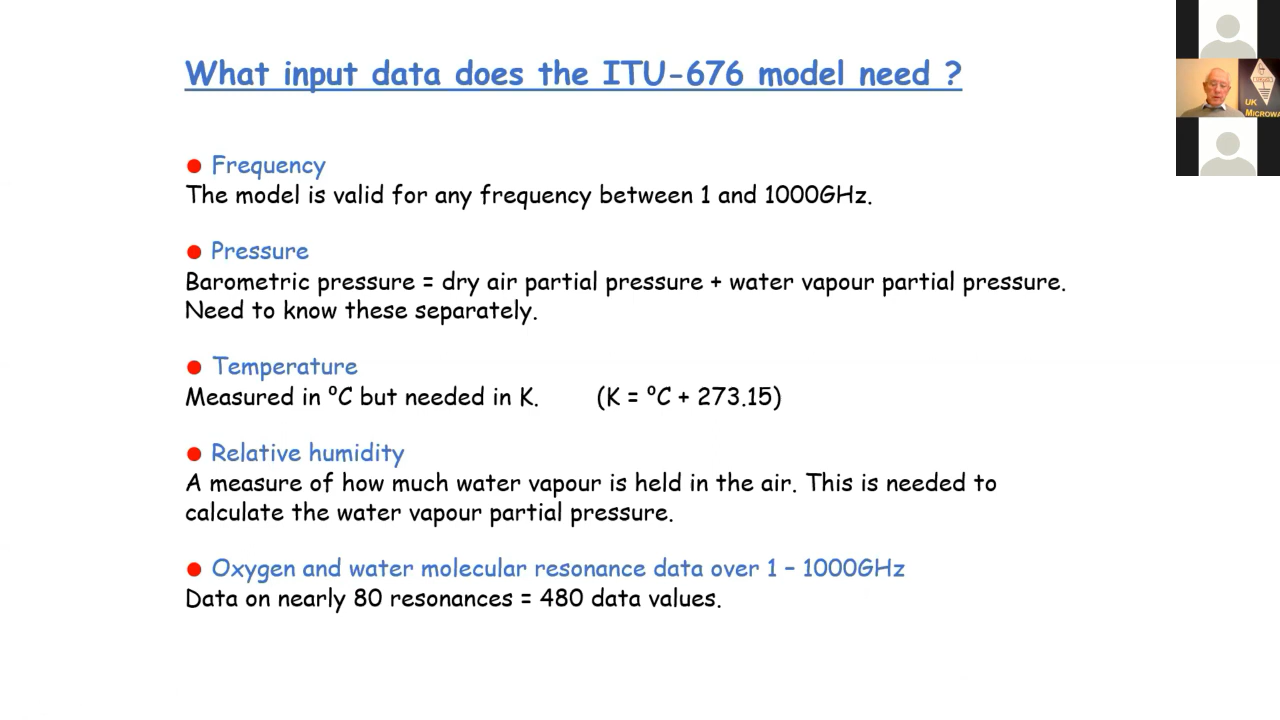 What input data does the ITU-676 model need ?
● Frequency
The model is valid for any frequency between 1 and 1000GHz.
● Pressure
Barometric pressure = dry air partial pressure + water vapour partial pressure.
Need to know these separately.
● Temperature
Measured in ⁰C but needed in K. (K = ⁰C + 273.15)
● Relative humidity
A measure of how much water vapour is held in the air. This is needed to
calculate the water vapour partial pressure.
● Oxygen and water molecular resonance data over 1 – 1000GHz
Data on nearly 80 resonances = 480 data values.
UK
MICROWA